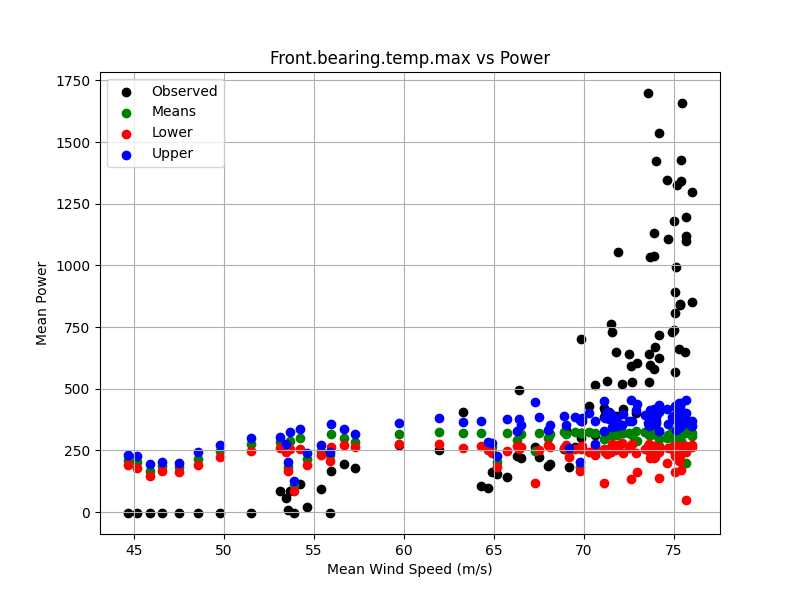 Front.bearing.temp.max vs Power
1750
1500
1250
1000
750
500
250
0
Mean Power
Observed
Means
Lower
Upper
45 50 55 60 65 70 75
Mean Wind Speed (m/s)